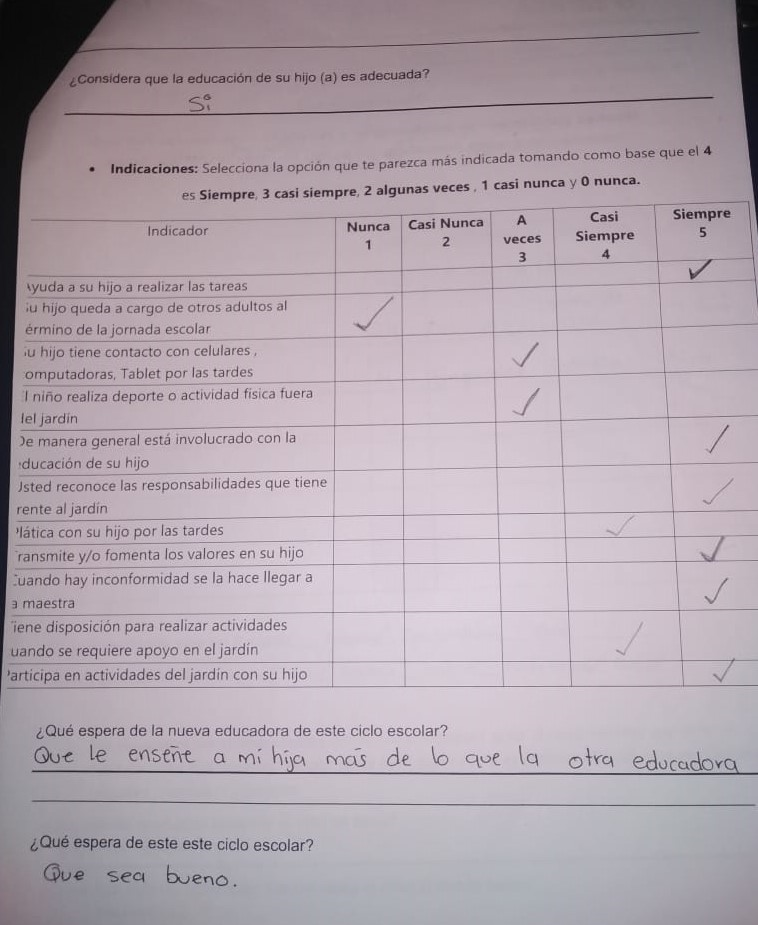 ¿Considera que la educación de su hijo (a) es adecuada?
Si
• Indicaciones: Selecciona la opción que te parezca más indicada tomando como base que el 4
es Siempre, 3 casi siempre, 2 algunas veces , 1 casi nunca y 0 nunca.
Indicador Nunca 1 Casi Nunca 2 A veces 3 Casi Siempre 4 Siempre 5
yuda a su hijo a realizar las tareas ✓
u hijo queda a cargo de otros adultos al ✓
érmino de la jornada escolar
u hijo tiene contacto con celulares , ✓
omputadoras, Tablet por las tardes
l niño realiza deporte o actividad física fuera ✓
lel jardín
De manera general está involucrado con la ✓
educación de su hijo
Usted reconoce las responsabilidades que tiene ✓
rente al jardín
Plática con su hijo por las tardes ✓
Transmite y/o fomenta los valores en su hijo ✓
Cuando hay inconformidad se la hace llegar a ✓
a maestra
Tiene disposición para realizar actividades ✓
uando se requiere apoyo en el jardín
Participa en actividades del jardín con su hijo ✓
¿Qué espera de la nueva educadora de este ciclo escolar?
Que le enseñe a mi hija más de lo que la otra educadora
¿Qué espera de este este ciclo escolar?
Que sea bueno.